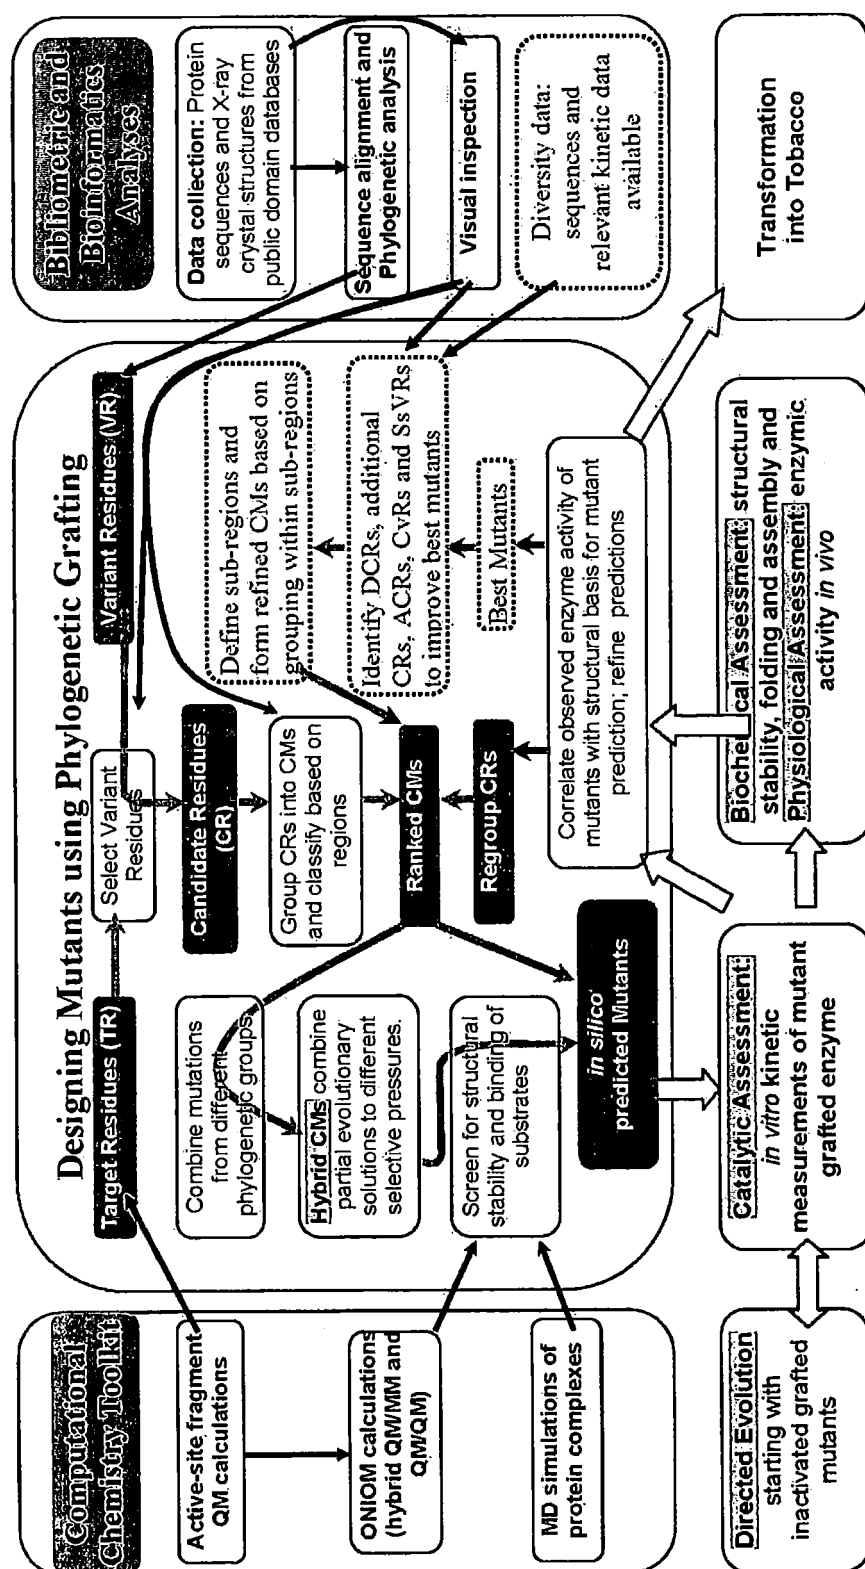 Computational
Chemistry Toolkit
Active-site fragment
QM calculations
ONIOM calculations
(hybrid QM/MM and
QM/QM)
MD simulations of
protein complexes
Designing Mutants using Phylogenetic Grafting
Target Residues (TR)
Select Variant
Residues
Variant Residues (VR)
Combine mutations
from different
phylogenetic groups
Candidate Residues
(CR)
Define sub-regions and
form refined CMs based on
grouping within sub-regions
Hybrid CMs: combine
partial evolutionary
solutions to different
selective pressures.
Group CRs into CMs
and classify based on
regions
Identify DCRs, additional
CRs, ACRs, CvRs and SsVRs
to improve best mutants
Screen for structural
stability and binding of
substrates
Ranked CMs
Best Mutants
Regroup CRs
in silico
predicted Mutants
Correlate observed enzyme activity of
mutants with structural basis for mutant
prediction; refine predictions
Bibliometric and
Bioinformatics
Analyses
Data collection: Protein
sequences and X-ray
crystal structures from
public domain databases
Sequence alignment and
Phylogenetic analysis
Visual inspection
Diversity data:
sequences and
relevant kinetic data
available
Directed Evolution
starting with
inactivated grafted
mutants
Catalytic Assessment:
in vitro kinetic
measurements of mutant
grafted enzyme
Biochemical Assessment: structural
stability, folding and assembly and
Physiological Assessment: enzymic
activity in vivo
Transformation
into Tobacco